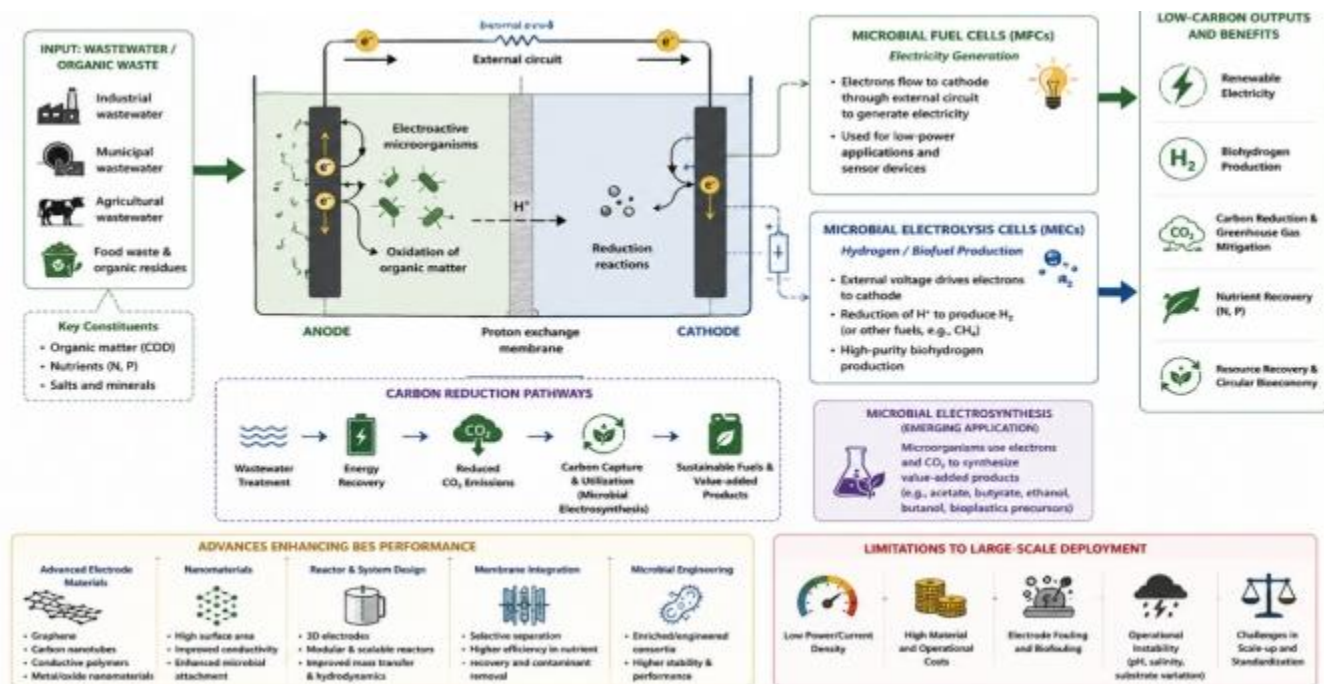 INPUT: WASTEWATER /
ORGANIC WASTE
Industrial
wastewater
Municipal
wastewater
Agricultural
wastewater
Food waste &
organic residues
Key Constituents
• Organic matter (COD)
• Nutrients (N, P)
• Salts and minerals
e⁻
e⁻
External circuit
Electroactive
microorganisms
e⁻
e⁻
Oxidation of
organic matter
H⁺
Reduction
reactions
e⁻
ANODE
Proton exchange
membrane
CATHODE
+
MICROBIAL FUEL CELLS (MFCs)
Electricity Generation
• Electrons flow to cathode
through external circuit
to generate electricity
• Used for low-power
applications and
sensor devices
MICROBIAL ELECTROLYSIS CELLS (MECs)
Hydrogen / Biofuel Production
• External voltage drives electrons
to cathode
• Reduction of H⁺ to produce H₂
(or other fuels, e.g., CH₄)
• High-purity biohydrogen
production
LOW-CARBON OUTPUTS
AND BENEFITS
Renewable
Electricity
H₂
Biohydrogen
Production
CO₂
Carbon Reduction &
Greenhouse Gas
Mitigation
Nutrient Recovery
(N, P)
Resource Recovery &
Circular Bioeconomy
CARBON REDUCTION PATHWAYS
CO₂
Wastewater
Treatment
Energy
Recovery
Reduced
CO₂ Emissions
Carbon Capture
& Utilization
(Microbial
Electrosynthesis)
Sustainable Fuels &
Value-added
Products
MICROBIAL ELECTROSYNTHESIS
(EMERGING APPLICATION)
Microorganisms use electrons
and CO₂ to synthesize
value-added products
(e.g., acetate, butyrate, ethanol,
butanol, bioplastics precursors)
ADVANCES ENHANCING BES PERFORMANCE
Advanced Electrode
Materials
• Graphene
• Carbon nanotubes
• Conductive polymers
• Metal/oxide nanomaterials
Nanomaterials
• High surface area
• Improved conductivity
• Enhanced microbial
attachment
Reactor & System Design
• 3D electrodes
• Modular & scalable reactors
• Improved mass transfer
& hydrodynamics
Membrane Integration
• Selective separation
• Higher efficiency in nutrient
recovery and contaminant
removal
Microbial Engineering
• Enriched/engineered
consortia
• Higher stability &
performance
LIMITATIONS TO LARGE-SCALE DEPLOYMENT
Low Power/Current
Density
High Material
and Operational
Costs
Electrode Fouling
and Biofouling
Operational
Instability
(pH, salinity,
substrate variation)
Challenges in
Scale-up and
Standardization